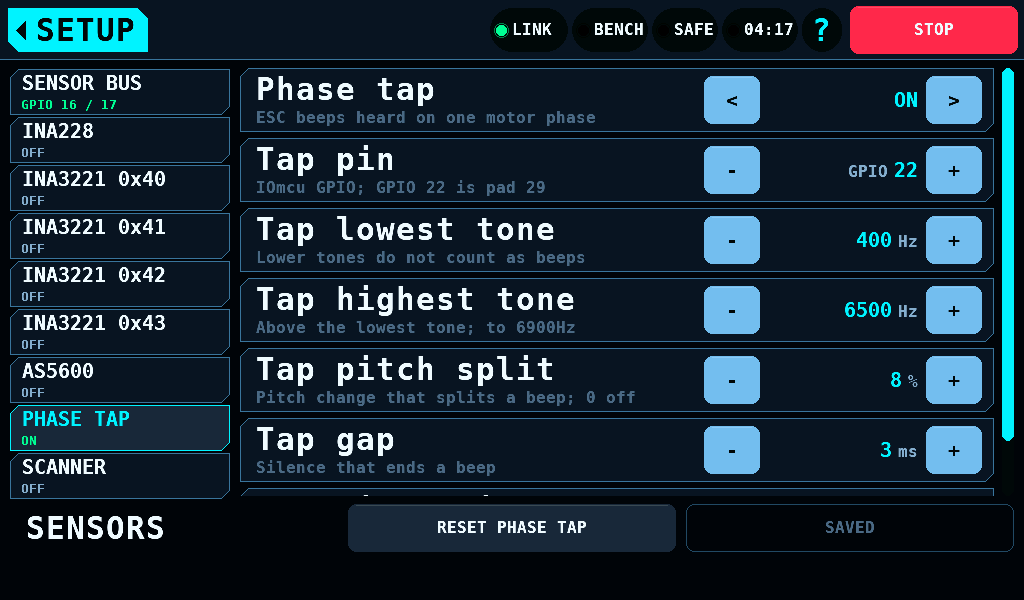 SETUP
LINK
BENCH
SAFE
04:17
?
STOP
SENSOR BUS
GPIO 16 / 17
INA228
OFF
INA3221 0x40
OFF
INA3221 0x41
OFF
INA3221 0x42
OFF
INA3221 0x43
OFF
AS5600
OFF
PHASE TAP
ON
SCANNER
OFF
Phase tap
ESC beeps heard on one motor phase
< ON >
Tap pin
IOmcu GPIO; GPIO 22 is pad 29
- GPIO 22 +
Tap lowest tone
Lower tones do not count as beeps
- 400 Hz +
Tap highest tone
Above the lowest tone; to 6900Hz
- 6500 Hz +
Tap pitch split
Pitch change that splits a beep; 0 off
- 8 % +
Tap gap
Silence that ends a beep
- 3 ms +
SENSORS
RESET PHASE TAP
SAVED